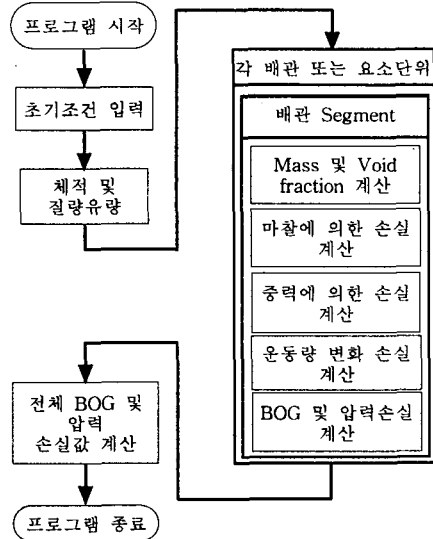 프로그램 시작
초기조건 입력
체적 및
질량유량
각 배관 또는 요소단위
배관 Segment
Mass 및 Void
fraction 계산
마찰에 의한 손실
계산
중력에 의한 손실
계산
운동량 변화 손실
계산
BOG 및 압력손실
계산
전체 BOG 및
압력
손실값 계산
프로그램 종료